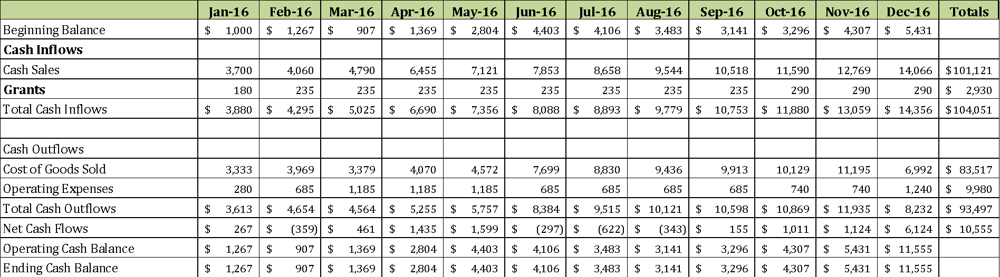 Jan-16 Feb-16 Mar-16 Apr-16 May-16 Jun-16 Jul-16 Aug-16 Sep-16 Oct-16 Nov-16 Dec-16 Totals
Beginning Balance $ 1,000 $ 1,267 $ 907 $ 1,369 $ 2,804 $ 4,403 $ 4,106 $ 3,483 $ 3,141 $ 3,296 $ 4,307 $ 5,431
Cash Inflows
Cash Sales 3,700 4,060 4,790 6,455 7,121 7,853 8,658 9,544 10,518 11,590 12,769 14,066 $101,121
Grants 180 235 235 235 235 235 235 235 235 290 290 290 $ 2,930
Total Cash Inflows $ 3,880 $ 4,295 $ 5,025 $ 6,690 $ 7,356 $ 8,088 $ 8,893 $ 9,779 $ 10,753 $ 11,880 $ 13,059 $ 14,356 $104,051
Cash Outflows
Cost of Goods Sold 3,333 3,969 3,379 4,070 4,572 7,699 8,830 9,436 9,913 10,129 11,195 6,992 $ 83,517
Operating Expenses 280 685 1,185 1,185 1,185 685 685 685 685 740 740 1,240 $ 9,980
Total Cash Outflows $ 3,613 $ 4,654 $ 4,564 $ 5,255 $ 5,757 $ 8,384 $ 9,515 $ 10,121 $ 10,598 $ 10,869 $ 11,935 $ 8,232 $ 93,497
Net Cash Flows $ 267 $ (359) $ 461 $ 1,435 $ 1,599 $ (297) $ (622) $ (343) $ 155 $ 1,011 $ 1,124 $ 6,124 $ 10,555
Operating Cash Balance $ 1,267 $ 907 $ 1,369 $ 2,804 $ 4,403 $ 4,106 $ 3,483 $ 3,141 $ 3,296 $ 4,307 $ 5,431 $ 11,555
Ending Cash Balance $ 1,267 $ 907 $ 1,369 $ 2,804 $ 4,403 $ 4,106 $ 3,483 $ 3,141 $ 3,296 $ 4,307 $ 5,431 $ 11,555